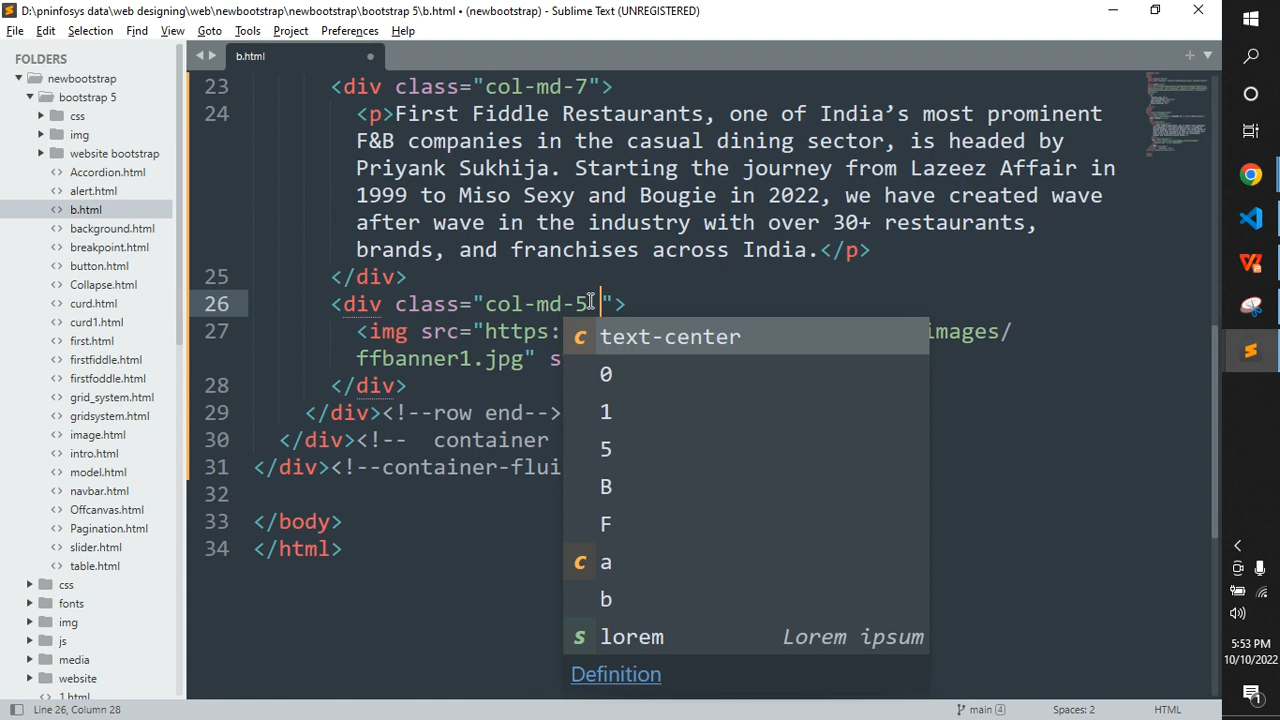 D:\pninfosys data\web designing\web\newbootstrap\newbootstrap\bootstrap 5\b.html • (newbootstrap) - Sublime Text (UNREGISTERED)
File Edit Selection Find View Goto Tools Project Preferences Help
FOLDERS
newbootstrap
bootstrap 5
css
img
website bootstrap
Accordion.html
alert.html
b.html
background.html
breakpoint.html
button.html
Collapse.html
curd.html
curd1.html
first.html
firstfiddle.html
firstfoddle.html
grid_system.html
gridsystem.html
image.html
intro.html
model.html
navbar.html
Offcanvas.html
Pagination.html
slider.html
table.html
css
fonts
img
js
media
website
1.html
b.html
23 <div class="col-md-7">
24 <p>First Fiddle Restaurants, one of India’s most prominent
F&B companies in the casual dining sector, is headed by
Priyank Sukhija. Starting the journey from Lazeez Affair in
1999 to Miso Sexy and Bougie in 2022, we have created wave
after wave in the industry with over 30+ restaurants,
brands, and franchises across India.</p>
25 </div>
26 <div class="col-md-5 ">
27 <img src="https: images/
ffbanner1.jpg" s
28 </div>
29 </div><!--row end-->
30 </div><!-- container
31 </div><!--container-flui
32
33 </body>
34 </html>
c text-center
0
1
5
B
F
c a
b
s lorem Lorem ipsum
Definition
5:53 PM
10/10/2022
1
Line 26, Column 28 main 4 Spaces: 2 HTML